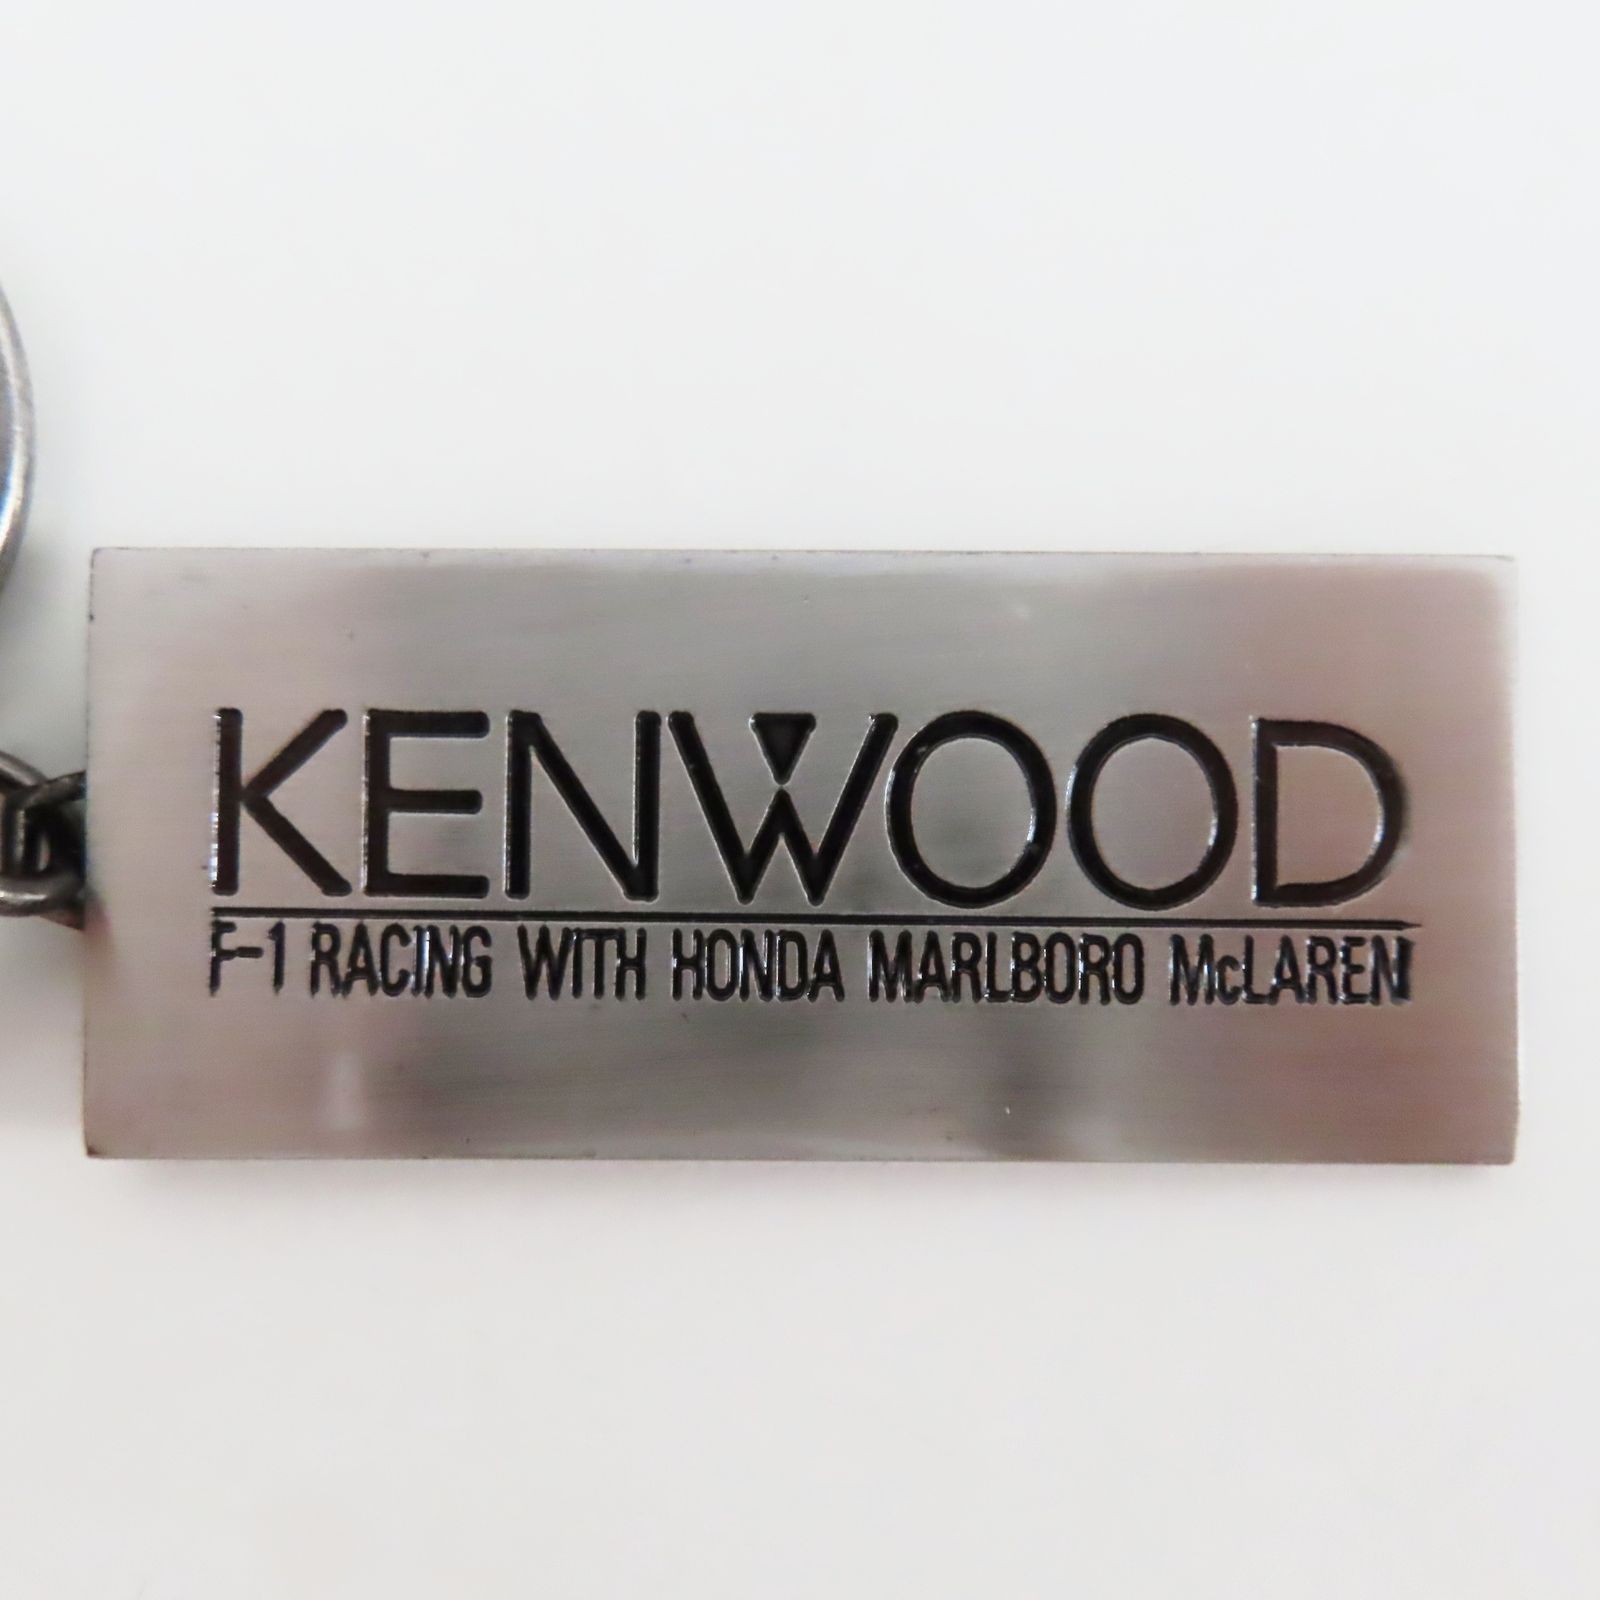 KENWOOD
F-1 RACING WITH HONDA MARLBORO McLAREN